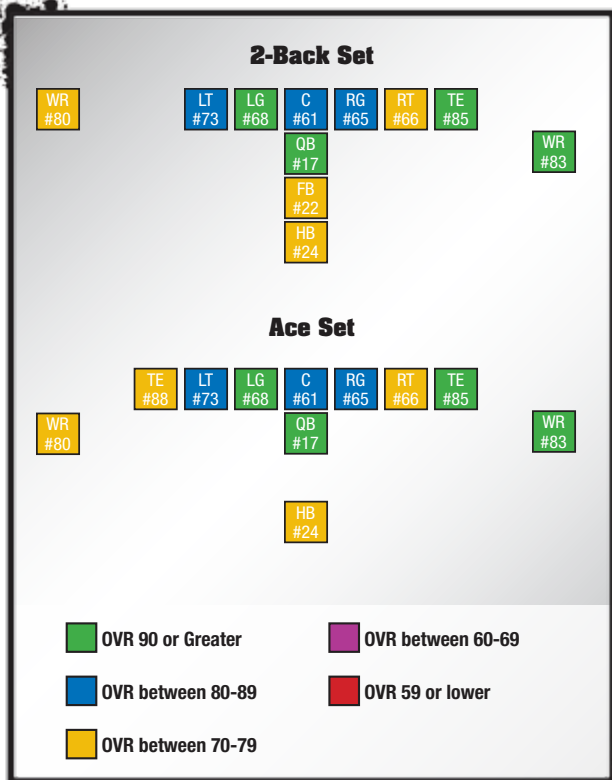 2-Back Set
WR LT LG C RG RT TE
#80 #73 #68 #61 #65 #66 #85
QB WR
#17 #83
FB
#22
HB
#24
Ace Set
TE LT LG C RG RT TE
#88 #73 #68 #61 #65 #66 #85
WR QB WR
#80 #17 #83
HB
#24
OVR 90 or Greater OVR between 60-69
OVR between 80-89 OVR 59 or lower
OVR between 70-79